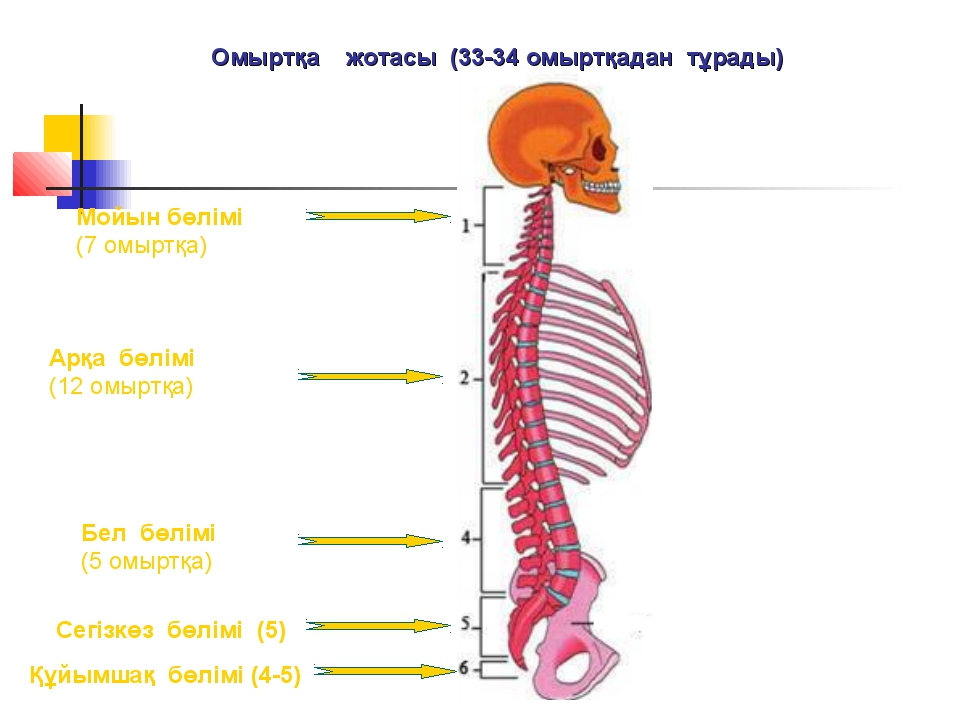 Омыртқа жотасы (33-34 омыртқадан тұрады)
Мойын бөлімі
(7 омыртқа)
1
Арқа бөлімі
(12 омыртқа)
2
Бел бөлімі
(5 омыртқа)
4
Сегізкөз бөлімі (5)
5
Құйымшақ бөлімі (4-5)
6